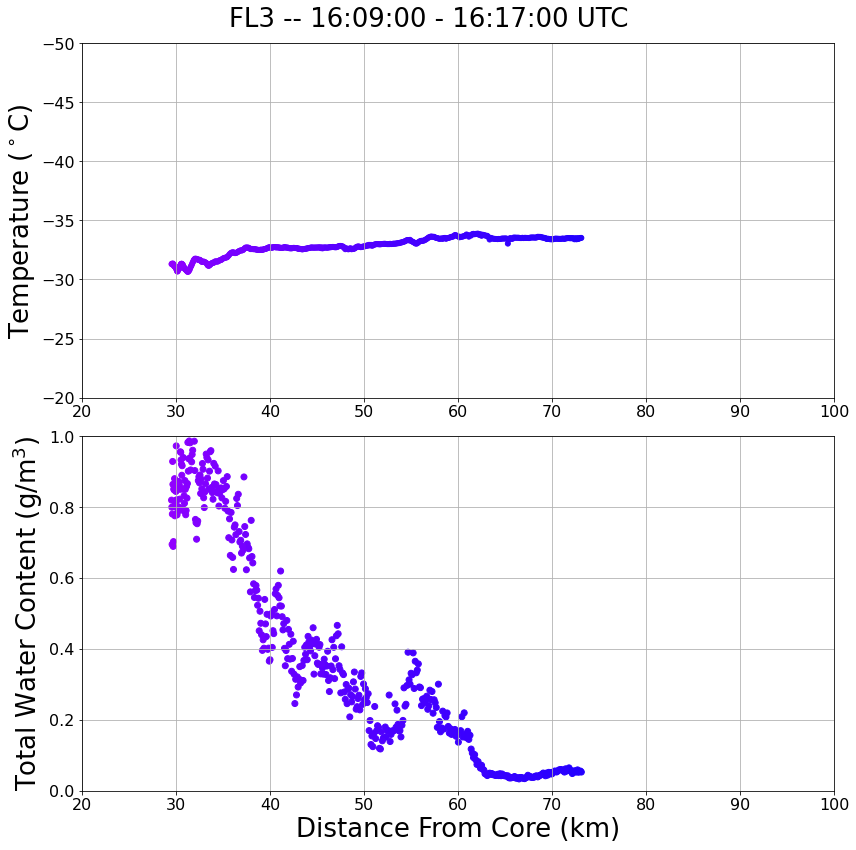 FL3 -- 16:09:00 - 16:17:00 UTC
Temperature (°C)
−50
−45
−40
−35
−30
−25
−20
20 30 40 50 60 70 80 90 100
Total Water Content (g/m³)
1.0
0.8
0.6
0.4
0.2
0.0
20 30 40 50 60 70 80 90 100
Distance From Core (km)